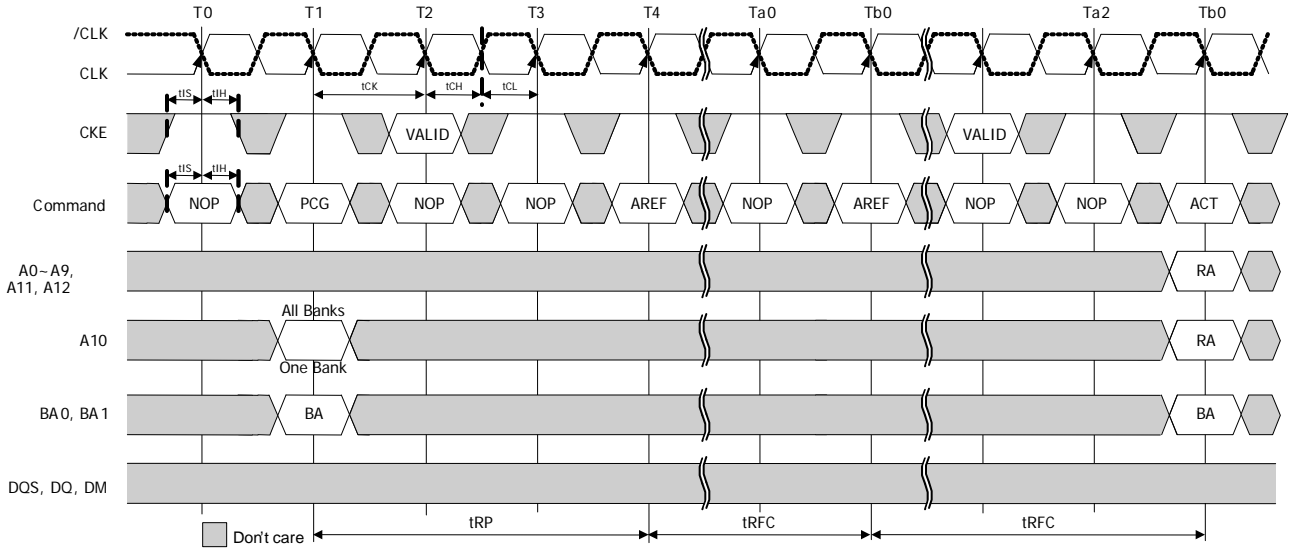 T0 T1 T2 T3 T4 Ta0 Tb0 Ta2 Tb0
/CLK
CLK
tIS tIH tCK tCH tCL
CKE VALID VALID
tIS tIH
Command NOP PCG NOP NOP AREF NOP AREF NOP NOP ACT
A0~A9,
A11, A12
RA
All Banks
A10 RA
One Bank
BA0, BA1 BA BA
DQS, DQ, DM
tRP tRFC tRFC
Don't care